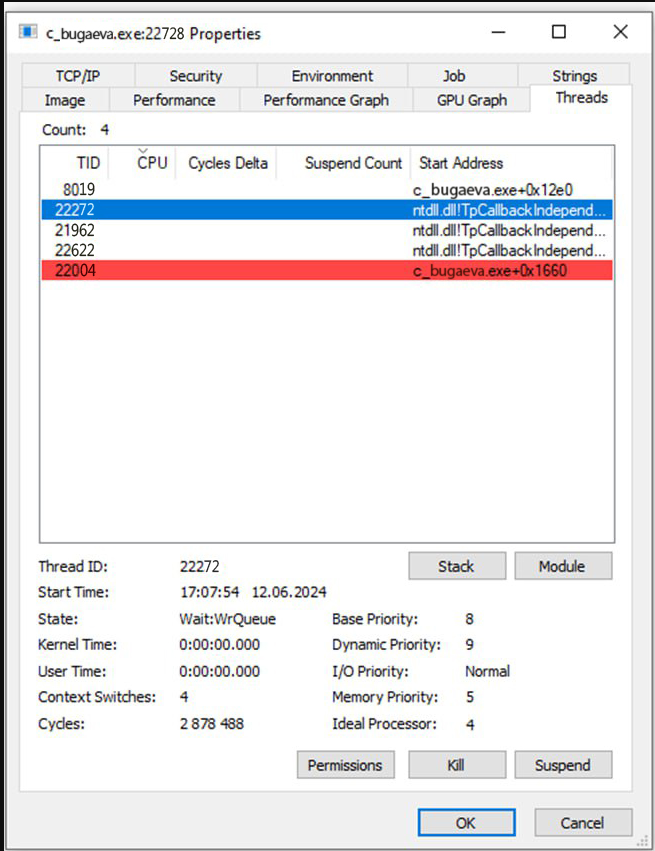 c_bugaeva.exe:22728 Properties
TCP/IP Security Environment Job Strings
Image Performance Performance Graph GPU Graph Threads
Count: 4
TID CPU Cycles Delta Suspend Count Start Address
8019 c_bugaeva.exe+0x12e0
22272 ntdll.dll!TpCallbackIndepend...
21962 ntdll.dll!TpCallbackIndepend...
22622 ntdll.dll!TpCallbackIndepend...
22004 c_bugaeva.exe+0x1660
Thread ID: 22272 Stack Module
Start Time: 17:07:54 12.06.2024
State: Wait:WrQueue Base Priority: 8
Kernel Time: 0:00:00.000 Dynamic Priority: 9
User Time: 0:00:00.000 I/O Priority: Normal
Context Switches: 4 Memory Priority: 5
Cycles: 2 878 488 Ideal Processor: 4
Permissions Kill Suspend
OK Cancel